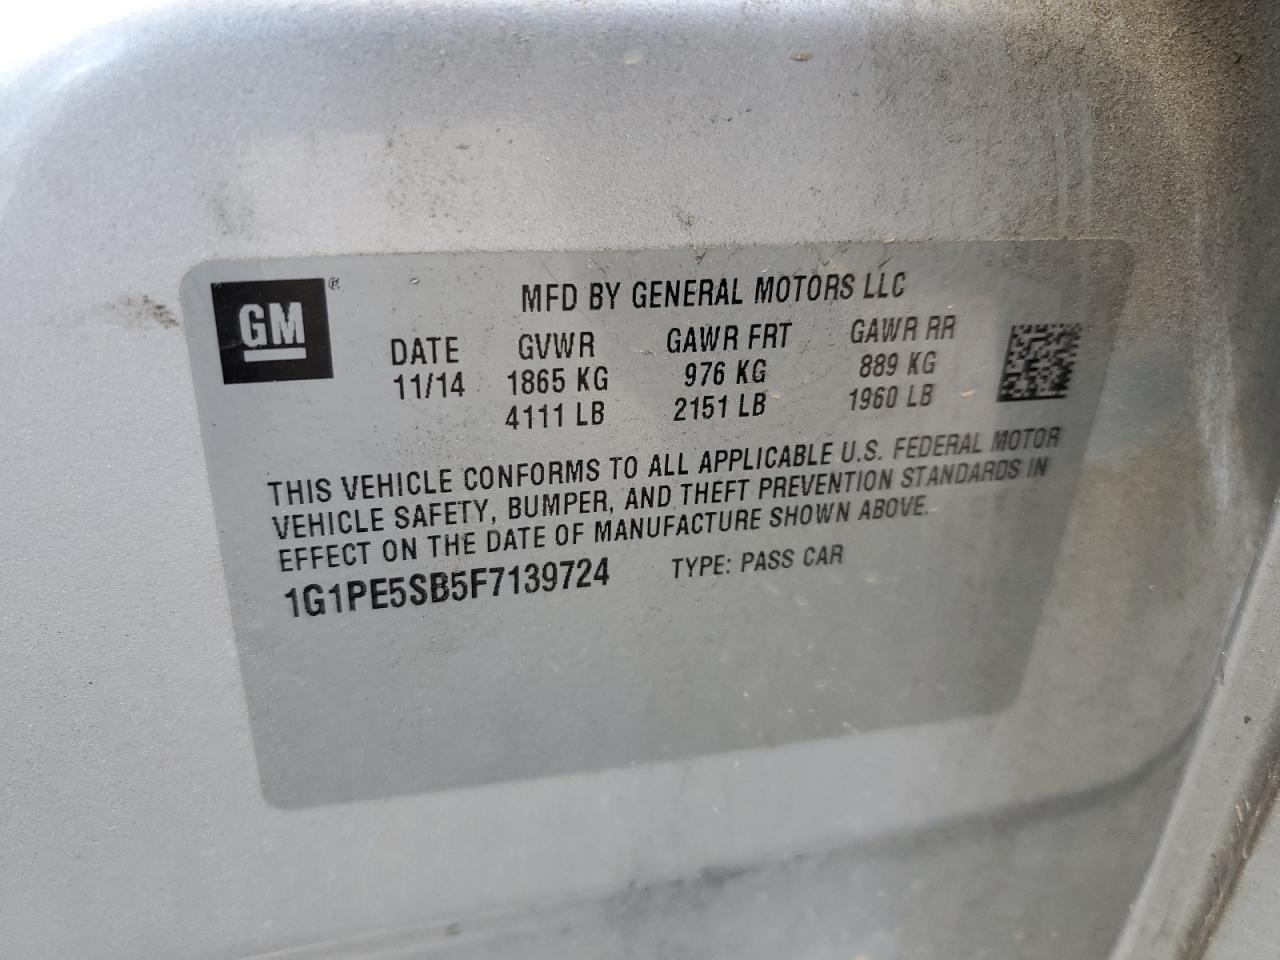 GM®
MFD BY GENERAL MOTORS LLC
DATE GVWR GAWR FRT GAWR RR
11/14 1865 KG 976 KG 889 KG
4111 LB 2151 LB 1960 LB
THIS VEHICLE CONFORMS TO ALL APPLICABLE U.S. FEDERAL MOTOR
VEHICLE SAFETY, BUMPER, AND THEFT PREVENTION STANDARDS IN
EFFECT ON THE DATE OF MANUFACTURE SHOWN ABOVE.
1G1PE5SB5F7139724 TYPE: PASS CAR